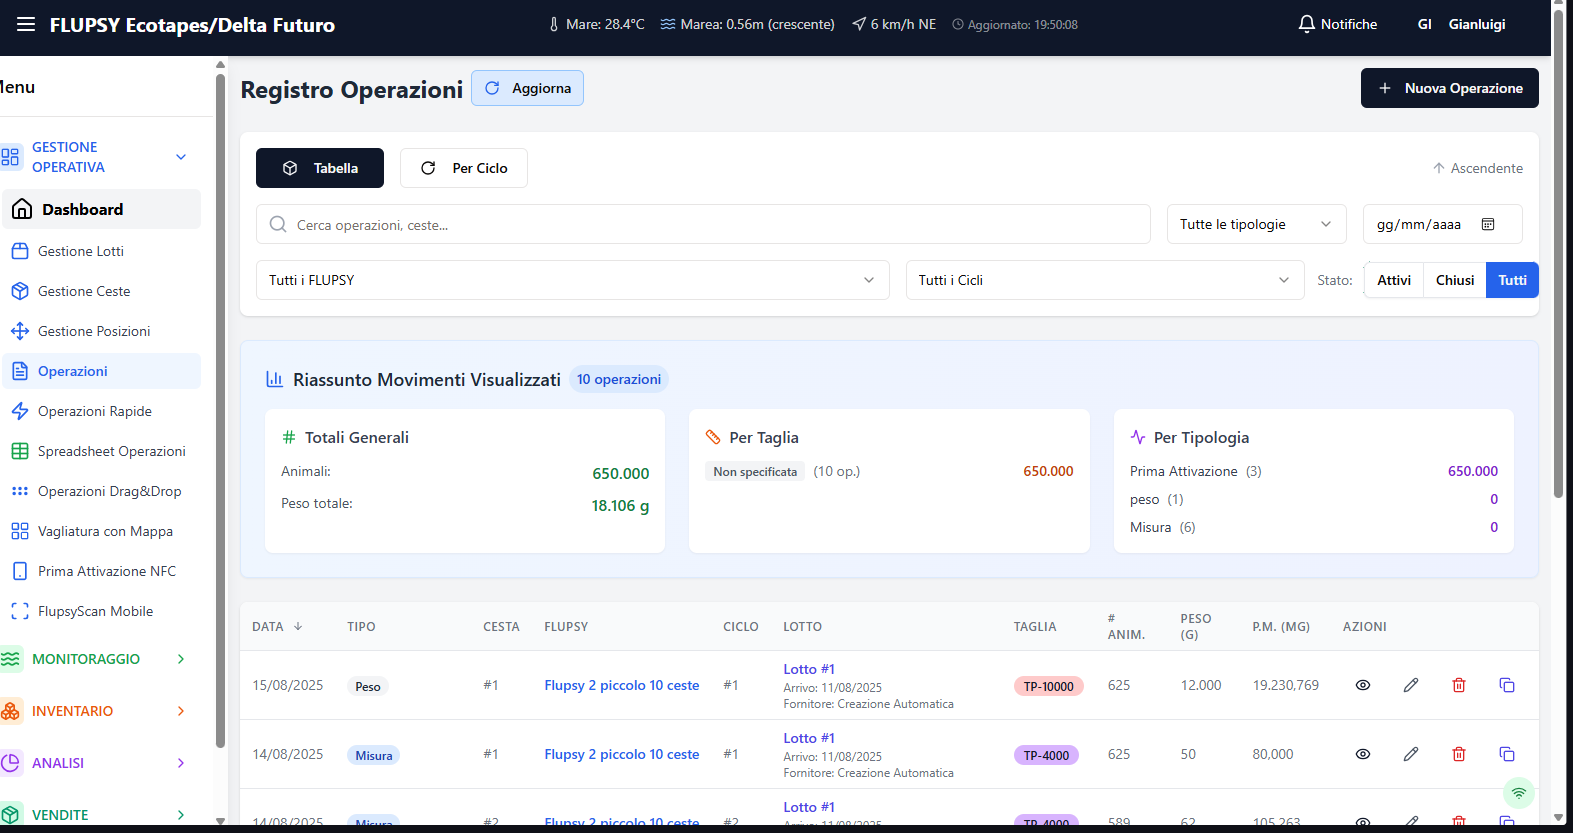 FLUPSY Ecotapes/Delta Futuro
Mare: 28.4°C Marea: 0.56m (crescente) 6 km/h NE Aggiornato: 19:50:08
Notifiche GI Gianluigi
Menu
GESTIONE
OPERATIVA
Dashboard
Gestione Lotti
Gestione Ceste
Gestione Posizioni
Operazioni
Operazioni Rapide
Spreadsheet Operazioni
Operazioni Drag&Drop
Vagliatura con Mappa
Prima Attivazione NFC
FlupsyScan Mobile
MONITORAGGIO
INVENTARIO
ANALISI
VENDITE
Registro Operazioni Aggiorna
Nuova Operazione
Tabella Per Ciclo
Ascendente
Cerca operazioni, ceste... Tutte le tipologie gg/mm/aaaa
Tutti i FLUPSY Tutti i Cicli Stato: Attivi Chiusi Tutti
Riassunto Movimenti Visualizzati 10 operazioni
# Totali Generali
Animali: 650.000
Peso totale: 18.106 g
Per Taglia
Non specificata (10 op.) 650.000
Per Tipologia
Prima Attivazione (3) 650.000
peso (1) 0
Misura (6) 0
DATA TIPO CESTA FLUPSY CICLO LOTTO TAGLIA # ANIM. PESO (G) P.M. (MG) AZIONI
Lotto #1
15/08/2025 Peso #1 Flupsy 2 piccolo 10 ceste #1 Arrivo: 11/08/2025 TP-10000 625 12.000 19.230,769
Fornitore: Creazione Automatica
Lotto #1
14/08/2025 Misura #1 Flupsy 2 piccolo 10 ceste #1 Arrivo: 11/08/2025 TP-4000 625 50 80,000
Fornitore: Creazione Automatica
Lotto #1
14/08/2025 Misura #2 Flupsy 2 piccolo 10 ceste #2 Arrivo: 11/08/2025 TP-4000 589 62 105,263